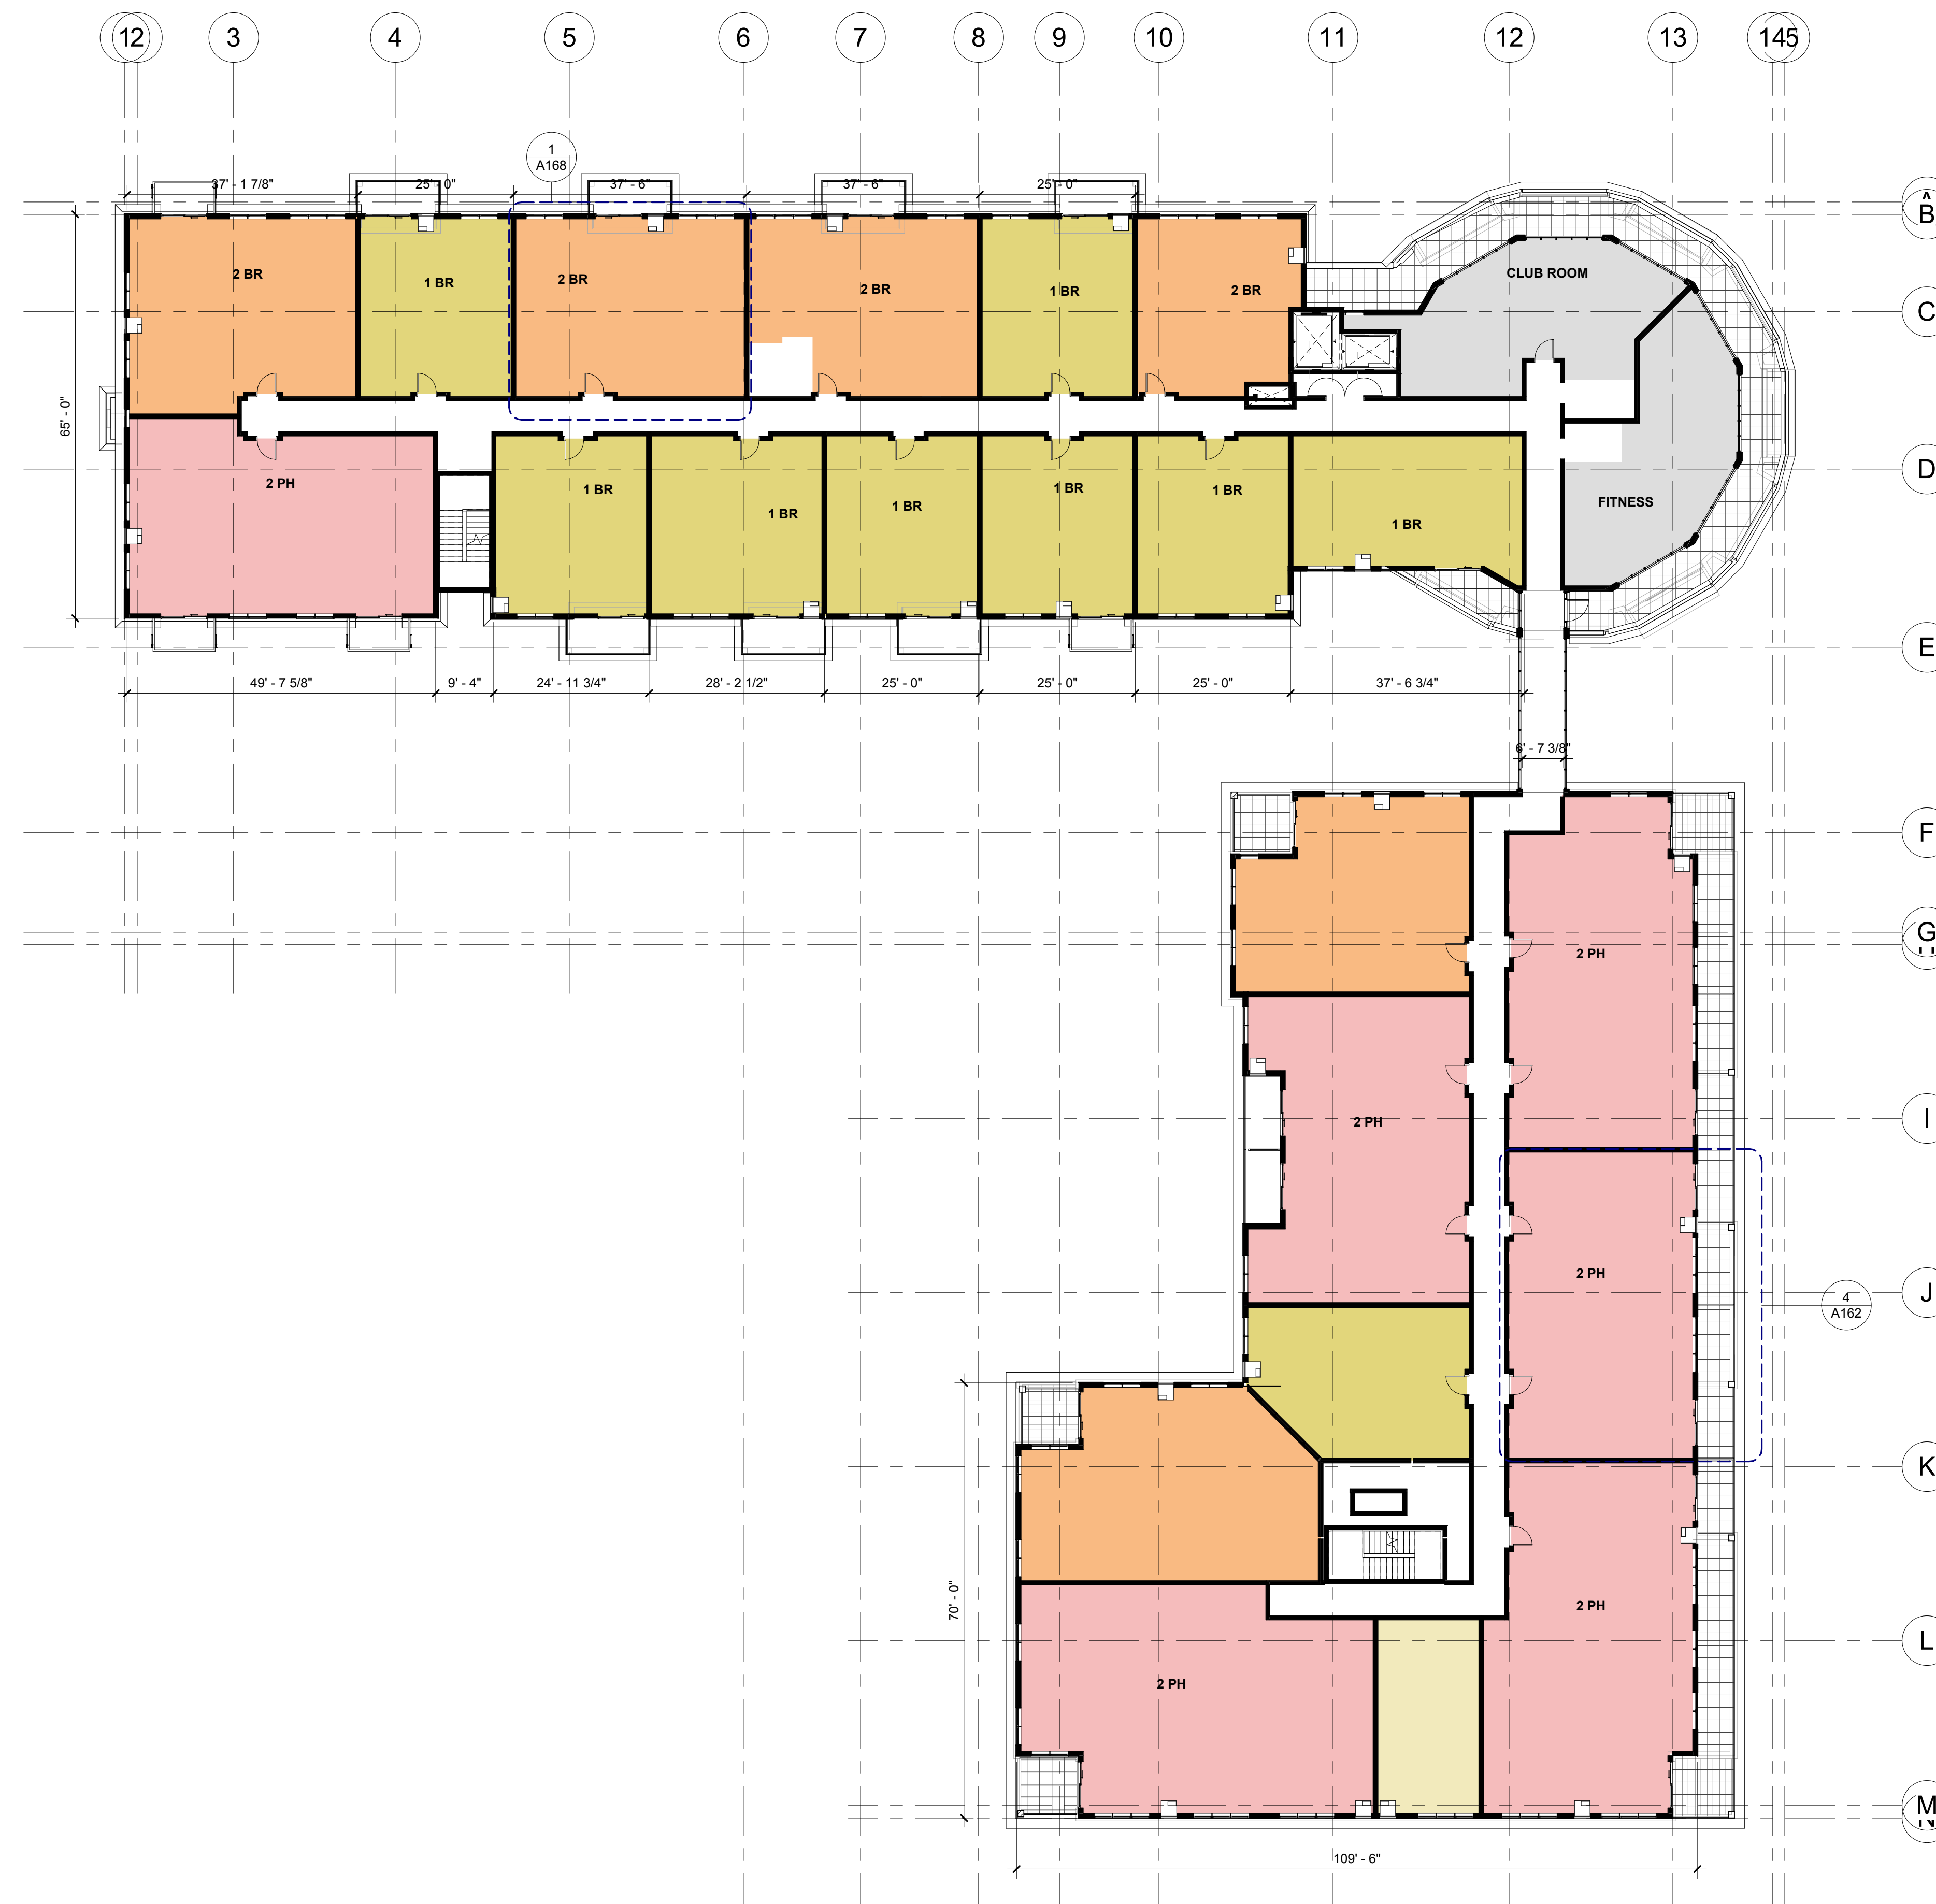 1 2 3 4 5 6 7 8 9 10 11 12 13 14 15
1
A168
37' - 1 7/8" 25' - 0" 37' - 6" 37' - 6" 25' - 0"
A
B
2 BR
1 BR
2 BR
2 BR
1 BR
2 BR
CLUB ROOM
C
65' - 0"
D
2 PH
1 BR
1 BR
1 BR
1 BR
1 BR
1 BR
FITNESS
E
49' - 7 5/8" 9' - 4" 24' - 11 3/4" 28' - 2 1/2" 25' - 0" 25' - 0" 25' - 0" 37' - 6 3/4"
6' - 7 3/8"
F
G
H
2 PH
2 PH
I
2 PH
J
4
A162
K
70' - 0"
2 PH
L
2 PH
M
N
109' - 6"